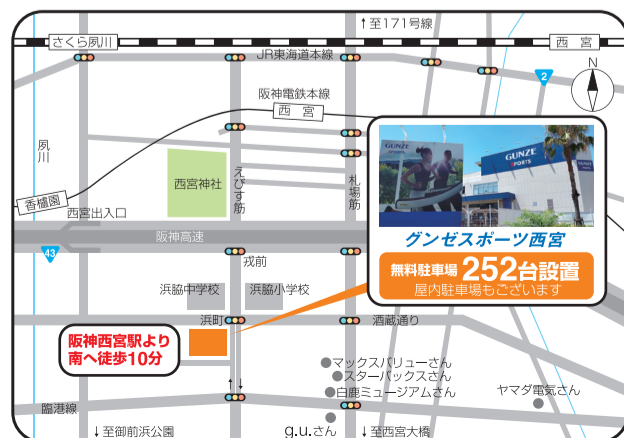 ↑至171号線
さくら夙川
西宮
JR東海道本線
N
2
阪神電鉄本線
西宮
夙川
香櫨園
西宮神社
えびす筋
札場筋
西宮出入口
阪神高速
43
GUNZE
SPORTS
GUNZE
SPORTS
グンゼスポーツ西宮
無料駐車場 252台設置
屋内駐車場もございます
戎前
浜脇中学校
浜脇小学校
浜町
酒蔵通り
阪神西宮駅より
南へ徒歩10分
マックスバリューさん
スターバックスさん
白鹿ミュージアムさん
ヤマダ電気さん
臨港線
↑↓
↓至御前浜公園
g.u.さん
↓至西宮大橋